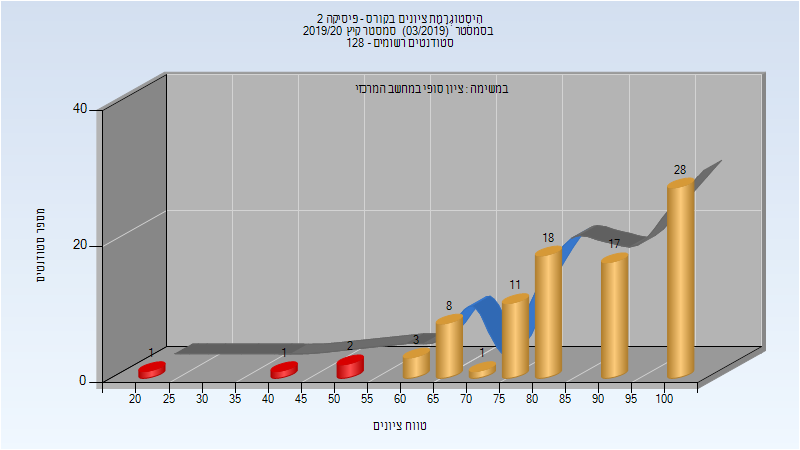 היסטוגרמת ציונים בקורס - פיסיקה 2
בסמסטר (03/2019) סמסטר קיץ 2019/20
סטודנטים רשומים - 128
במשימה : ציון סופי במחשב המרכזי
מספר סטודנטים
40
20
0
1 1 2 3 8 1 11 18 17 28
20 25 30 35 40 45 50 55 60 65 70 75 80 85 90 95 100
טווח ציונים